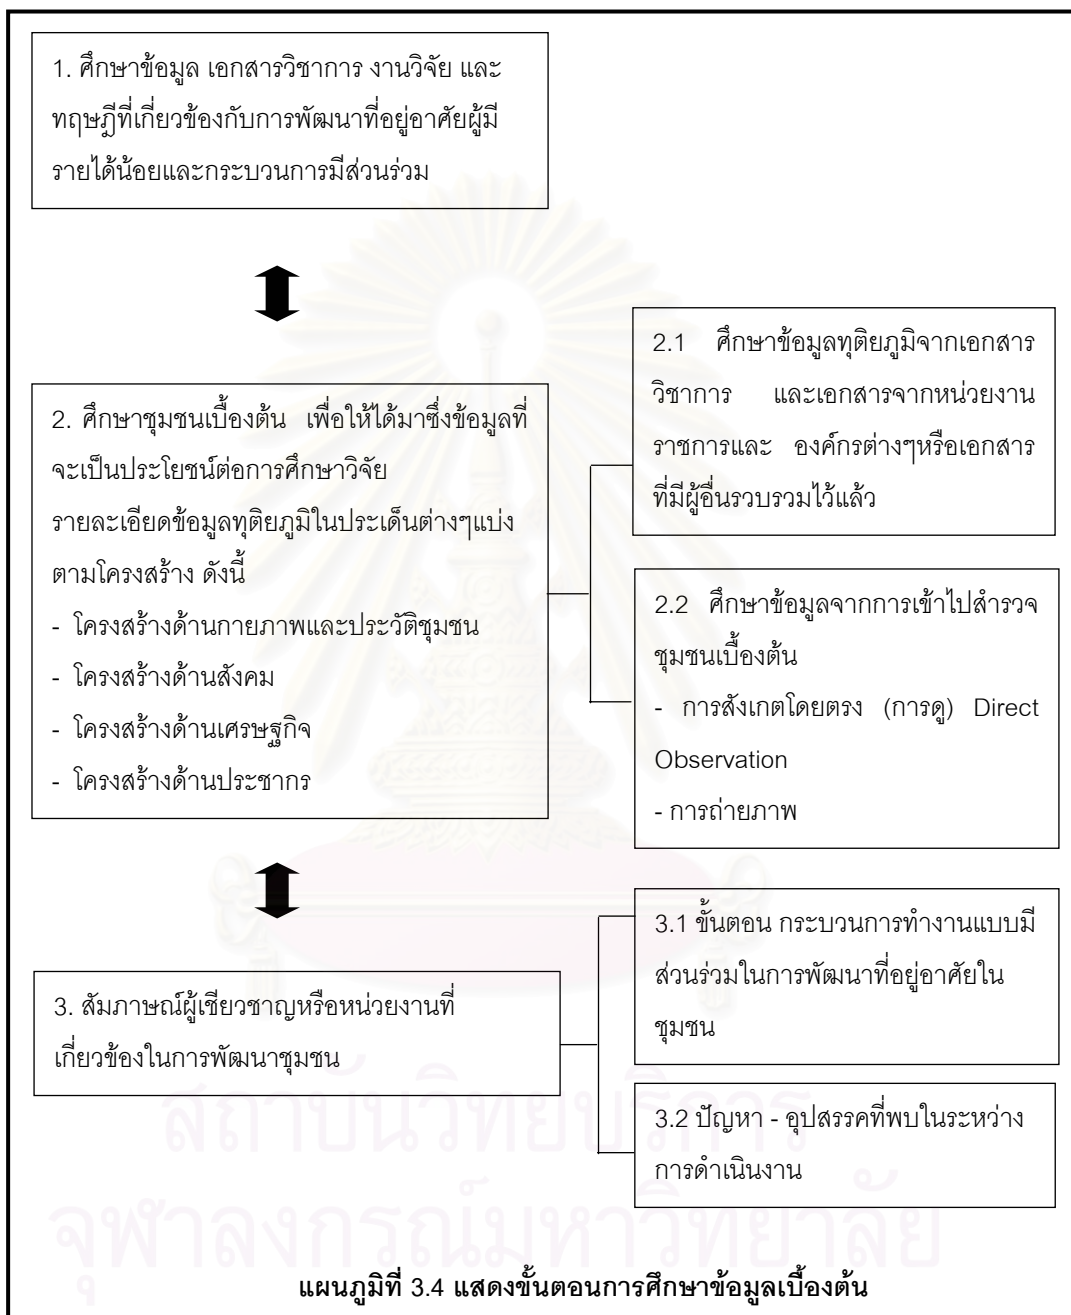 1. ศึกษาข้อมูล เอกสารวิชาการ งานวิจัย และ
ทฤษฎีที่เกี่ยวข้องกับการพัฒนาที่อยู่อาศัยผู้มี
รายได้น้อยและกระบวนการมีส่วนร่วม
2. ศึกษาชุมชนเบื้องต้น เพื่อให้ได้มาซึ่งข้อมูลที่
จะเป็นประโยชน์ต่อการศึกษาวิจัย
รายละเอียดข้อมูลทุติยภูมิในประเด็นต่างๆแบ่ง
ตามโครงสร้าง ดังนี้
- โครงสร้างด้านกายภาพและประวัติชุมชน
- โครงสร้างด้านสังคม
- โครงสร้างด้านเศรษฐกิจ
- โครงสร้างด้านประชากร
2.1 ศึกษาข้อมูลทุติยภูมิจากเอกสาร
วิชาการ และเอกสารจากหน่วยงาน
ราชการและ องค์กรต่างๆหรือเอกสาร
ที่มีผู้อื่นรวบรวมไว้แล้ว
2.2 ศึกษาข้อมูลจากการเข้าไปสำรวจ
ชุมชนเบื้องต้น
- การสังเกตโดยตรง (การดู) Direct
Observation
- การถ่ายภาพ
3. สัมภาษณ์ผู้เชียวชาญหรือหน่วยงานที่
เกี่ยวข้องในการพัฒนาชุมชน
3.1 ขั้นตอน กระบวนการทำงานแบบมี
ส่วนร่วมในการพัฒนาที่อยู่อาศัยใน
ชุมชน
3.2 ปัญหา - อุปสรรคที่พบในระหว่าง
การดำเนินงาน
สถาบันวิทยบริการ
จุฬาลงกรณ์มหาวิทยาลัย
แผนภูมิที่ 3.4 แสดงขั้นตอนการศึกษาข้อมูลเบื้องต้น